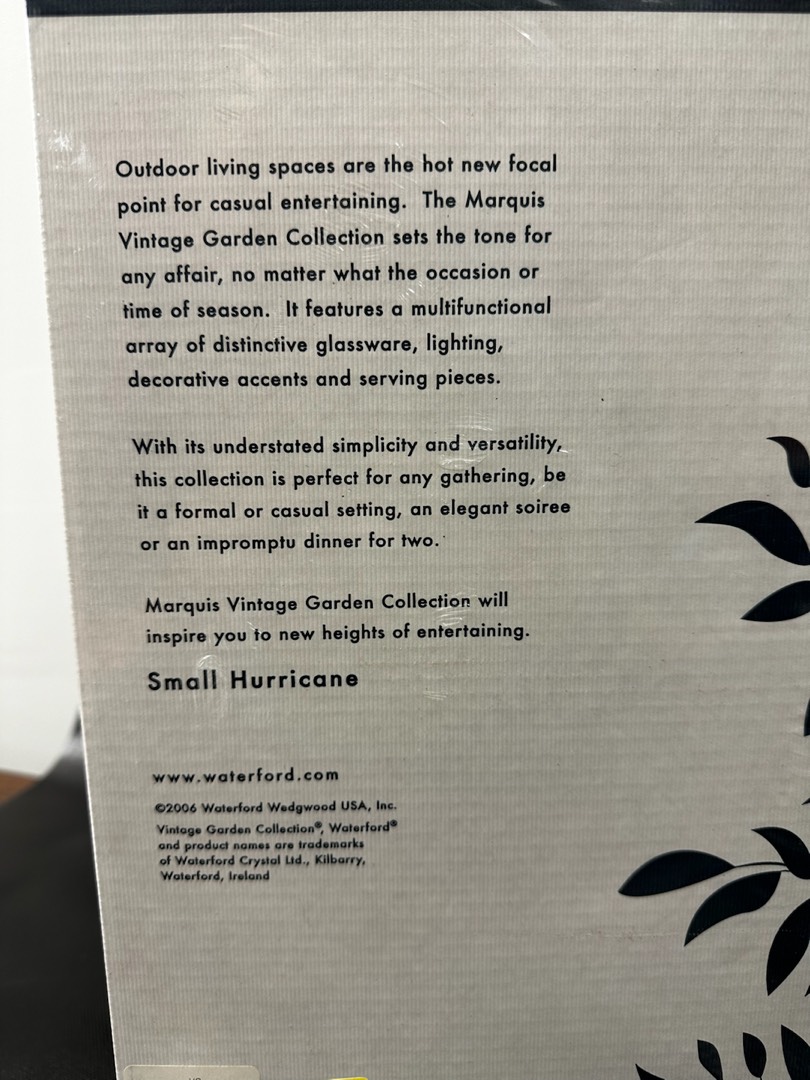 Outdoor living spaces are the hot new focal
point for casual entertaining. The Marquis
Vintage Garden Collection sets the tone for
any affair, no matter what the occasion or
time of season. It features a multifunctional
array of distinctive glassware, lighting,
decorative accents and serving pieces.
With its understated simplicity and versatility,
this collection is perfect for any gathering, be
it a formal or casual setting, an elegant soiree
or an impromptu dinner for two.
Marquis Vintage Garden Collection will
inspire you to new heights of entertaining.
Small Hurricane
www.waterford.com
©2006 Waterford Wedgwood USA, Inc.
Vintage Garden Collection®, Waterford®
and product names are trademarks
of Waterford Crystal Ltd., Kilbarry,
Waterford, Ireland